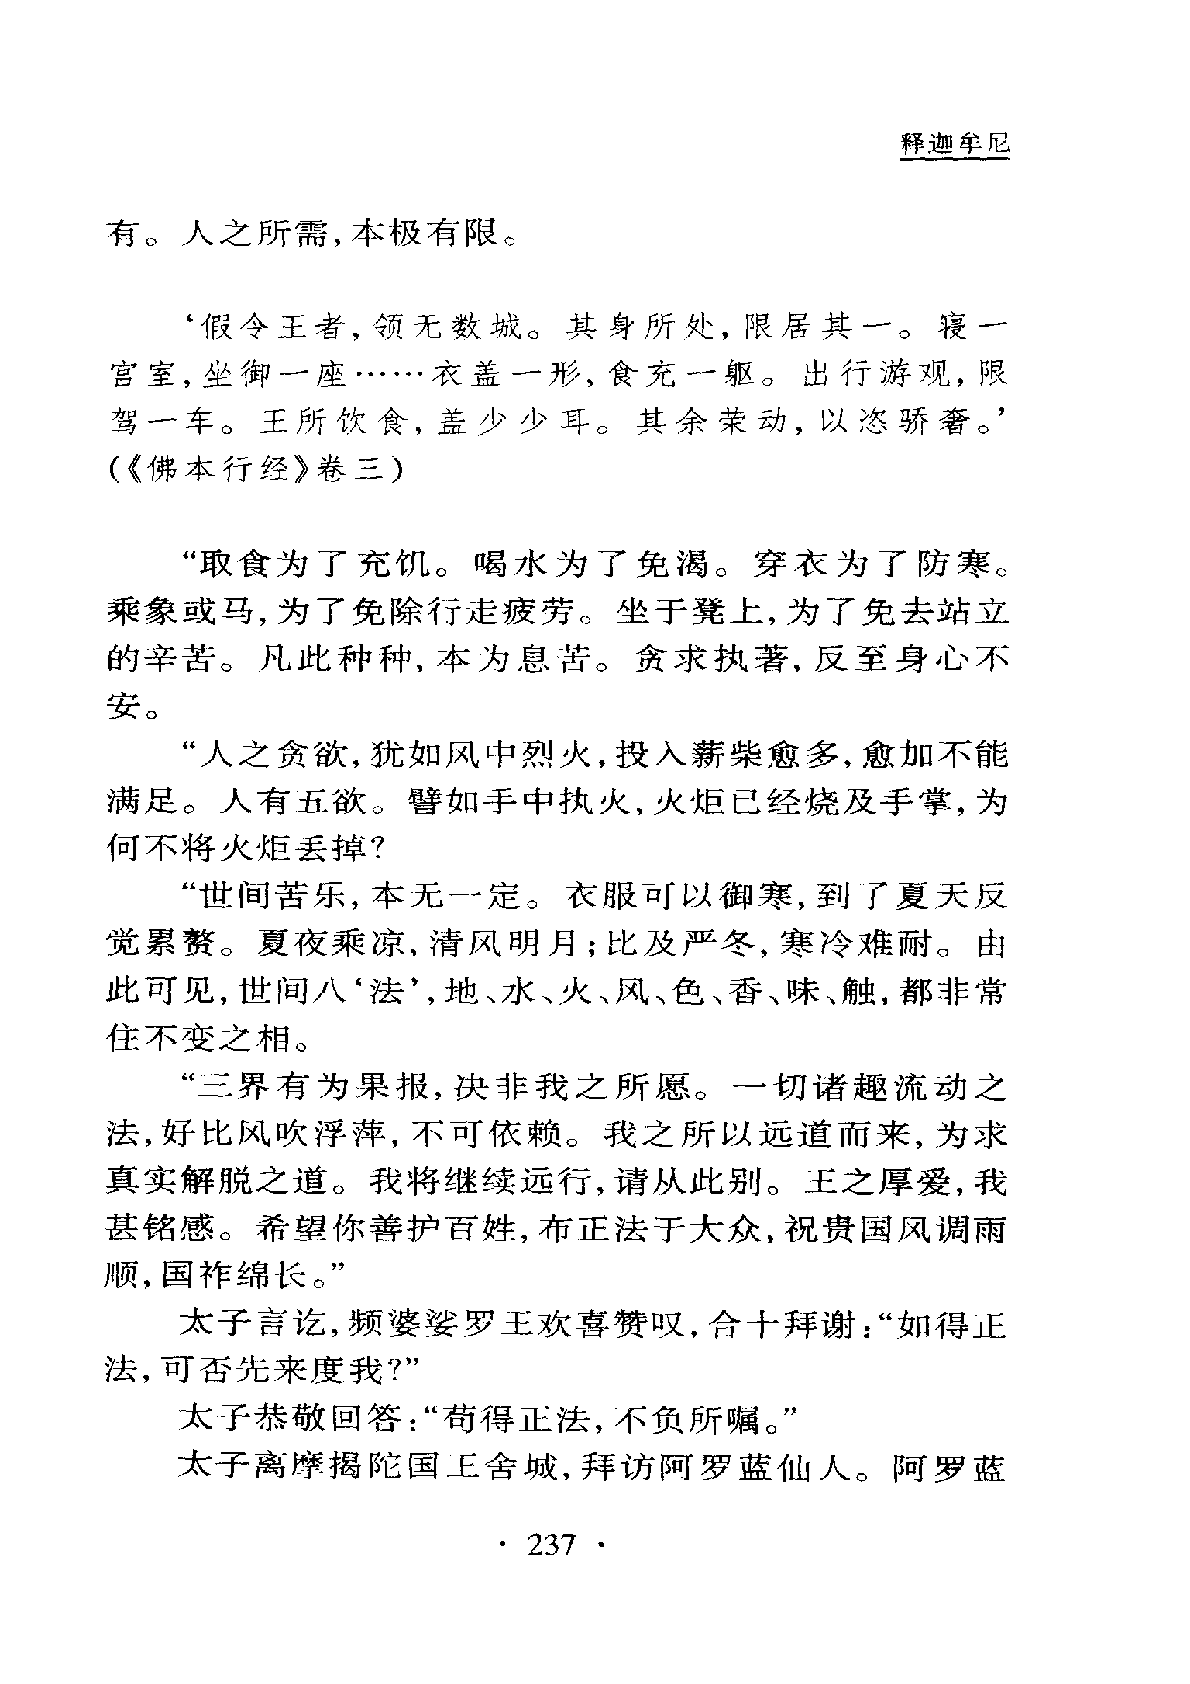 释迦牟尼
有。人之所需,本极有限。
‘假令王者,领无数城。其身所处,限居其一。寝一
宫室,坐御一座……衣盖一形,食充一躯。出行游观,限
驾一车。王所饮食,盖少少耳。其余荣动,以恣骄奢。’
(《佛本行经》卷三)
“取食为了充饥。喝水为了免渴。穿衣为了防寒。
乘象或马,为了免除行走疲劳。坐于凳上,为了免去站立
的辛苦。凡此种种,本为息苦。贪求执著,反至身心不
安。
“人之贪欲,犹如风中烈火,投入薪柴愈多,愈加不能
满足。人有五欲。譬如手中执火,火炬已经烧及手掌,为
何不将火炬丢掉?
“世间苦乐,本无一定。衣服可以御寒,到了夏天反
觉累赘。夏夜乘凉,清风明月;比及严冬,寒冷难耐。由
此可见,世间八‘法’,地、水、火、风、色、香、味、触,都非常
住不变之相。
“三界有为果报,决非我之所愿。一切诸趣流动之
法,好比风吹浮萍,不可依赖。我之所以远道而来,为求
真实解脱之道。我将继续远行,请从此别。王之厚爱,我
甚铭感。希望你善护百姓,布正法于大众,祝贵国风调雨
顺,国祚绵长。”
太子言讫,频婆娑罗王欢喜赞叹,合十拜谢:“如得正
法,可否先来度我?”
太子恭敬回答:“苟得正法,不负所嘱。”
太子离摩揭陀国王舍城,拜访阿罗蓝仙人。阿罗蓝
· 237 ·